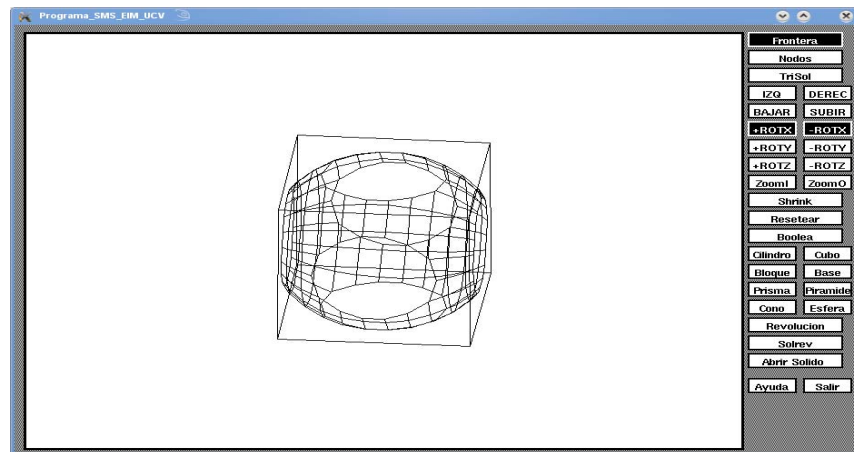 Programa_SMS_EIM_UCV
Frontera
Nodos
TriSol
IZQ DEREC
BAJAR SUBIR
+ROTX -ROTX
+ROTY -ROTY
+ROTZ -ROTZ
ZoomI ZoomO
Shrink
Resetear
Boolea
Cilindro Cubo
Bloque Base
Prisma Piramide
Cono Esfera
Revolucion
Solrev
Abrir Solido
Ayuda Salir